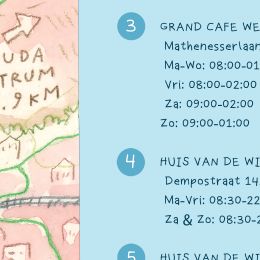 UDA
TRUM
.9 KM
3
GRAND CAFE WE
Mathenesserlaan
Ma-Wo: 08:00-01
Vri: 08:00-02:00
Za: 09:00-02:00
Zo: 09:00-01:00
4
HUIS VAN DE WI
Dempostraat 14
Ma-Vri: 08:30-22
Za & Zo: 08:30-2
5
HUIS VAN DE WI